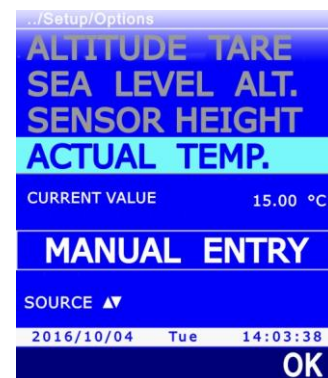 ../Setup/Options
ALTITUDE TARE
SEA LEVEL ALT.
SENSOR HEIGHT
ACTUAL TEMP.
CURRENT VALUE 15.00 °C
MANUAL ENTRY
SOURCE ▲▼
2016/10/04 Tue 14:03:38
OK